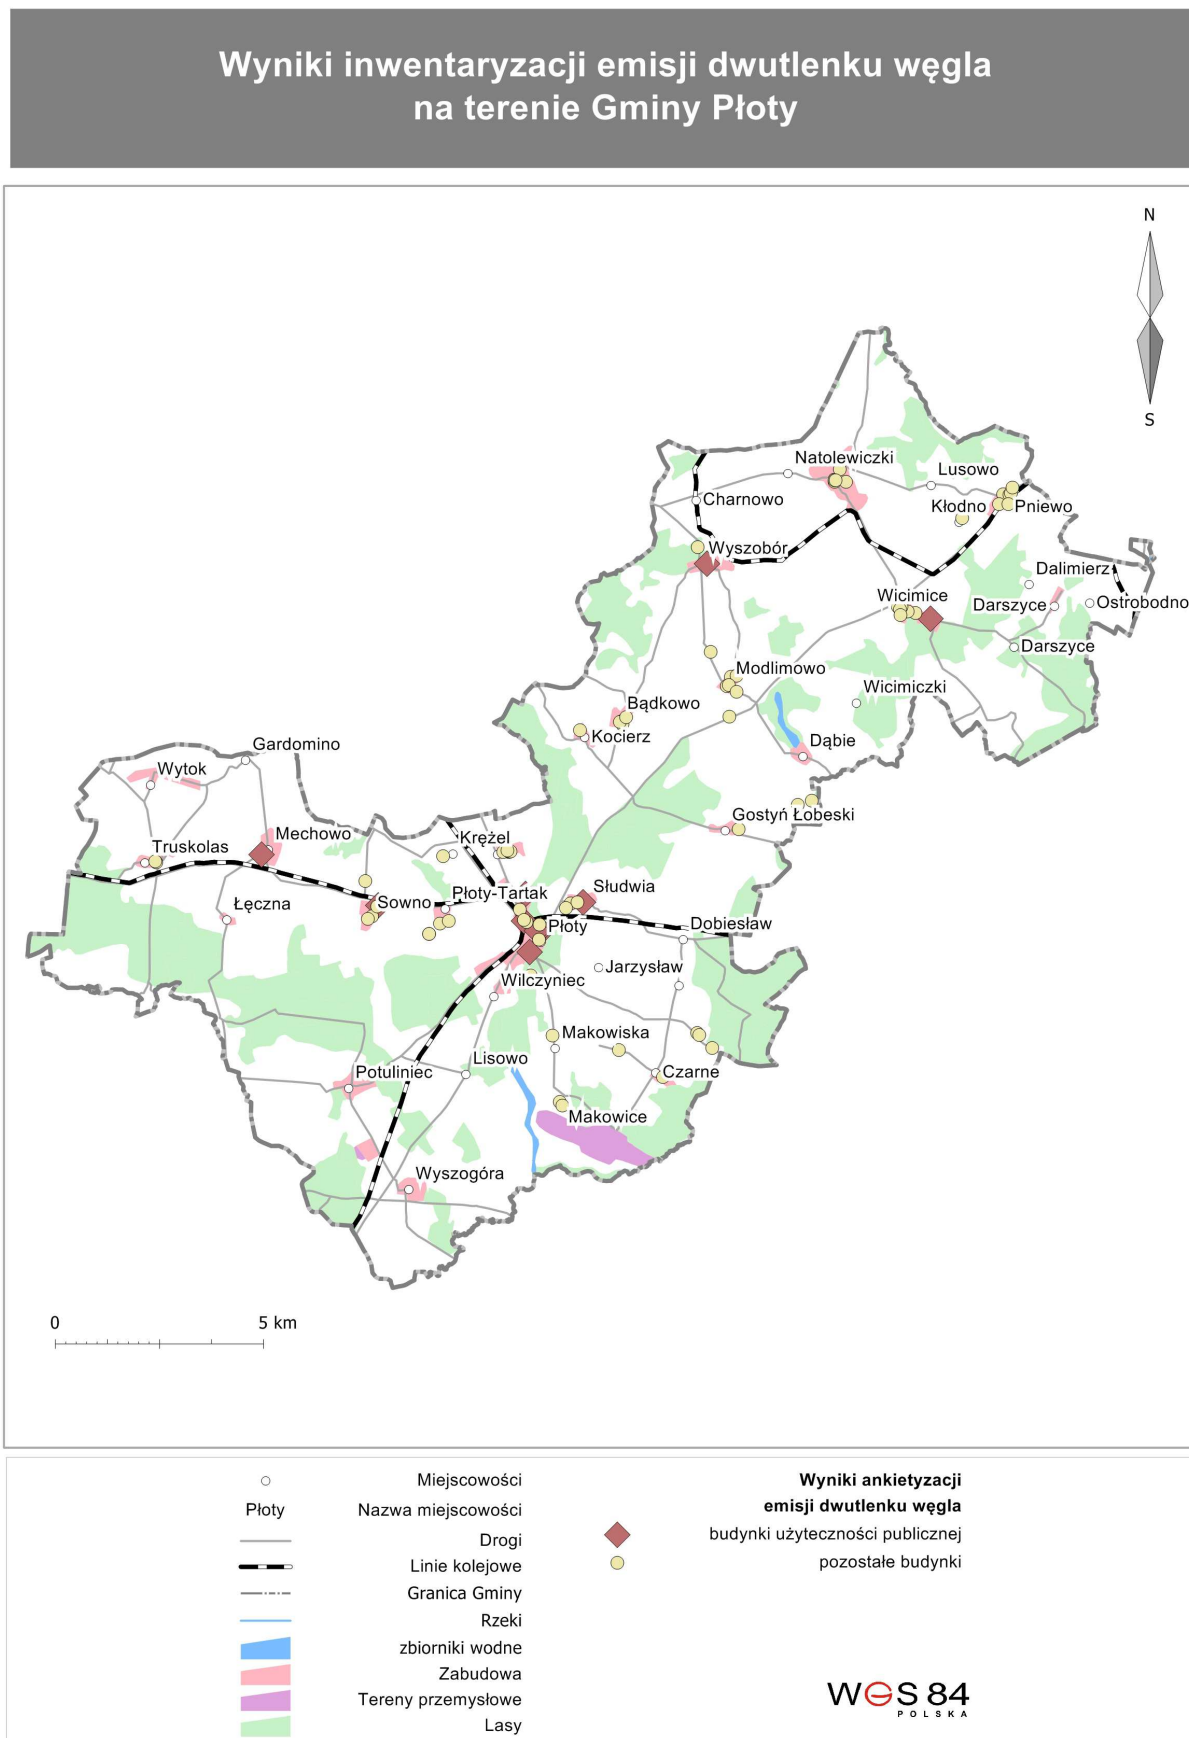 Wyniki inwentaryzacji emisji dwutlenku węgla
na terenie Gminy Płoty
N
S
Natolewiczki
Lusowo
Charnowo
Kłodno
Pniewo
Wyszobór
Dalimierz
Wicimice
Darszyce
Ostrobodno
Darszyce
Modlimowo
Wicimiczki
Bądkowo
Kocierz
Dąbie
Gardomino
Wytok
Gostyń Łobeski
Mechowo
Krężel
Truskolas
Płoty-Tartak
Słudwia
Sowno
Łęczna
Płoty
Dobiesław
Jarzysław
Wilczyniec
Makowiska
Lisowo
Potuliniec
Czarne
Makowice
Wyszogóra
0
5 km
Miejscowości
Płoty
Nazwa miejscowości
Drogi
Linie kolejowe
Granica Gminy
Rzeki
zbiorniki wodne
Zabudowa
Tereny przemysłowe
Lasy
Wyniki ankietyzacji
emisji dwutlenku węgla
budynki użyteczności publicznej
pozostałe budynki
WGS 84
POLSKA